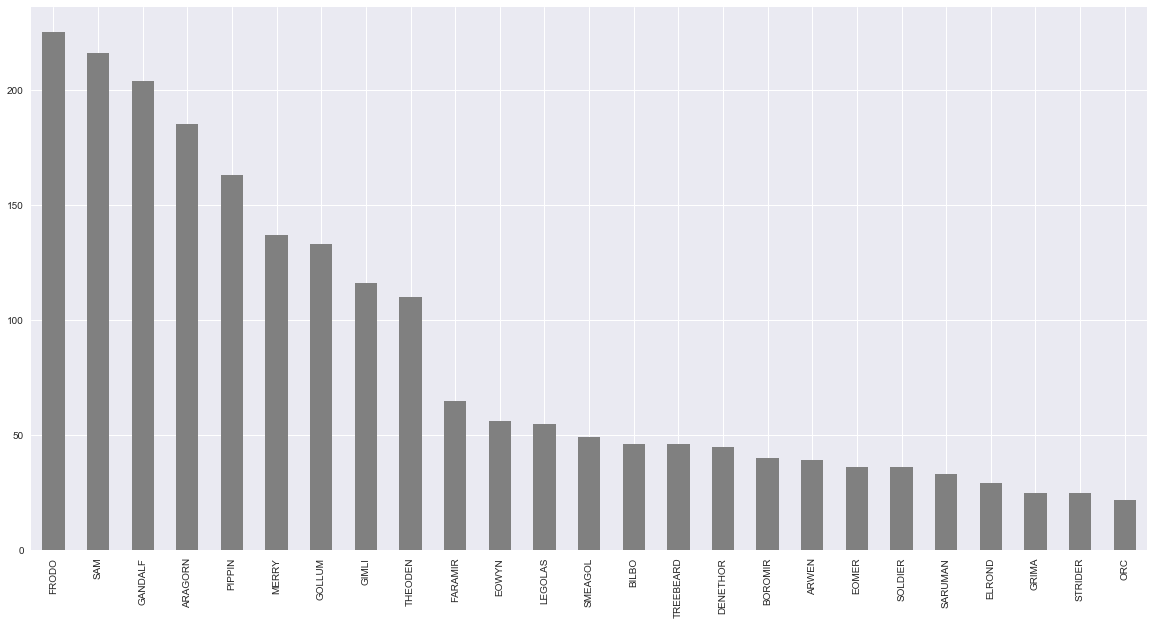 200
150
100
50
0
FRODO
SAM
GANDALF
ARAGORN
PIPPIN
MERRY
GOLLUM
GIMLI
THEODEN
FARAMIR
EOWYN
LEGOLAS
SMEAGOL
BILBO
TREEBEARD
DENETHOR
BOROMIR
ARWEN
EOMER
SOLDIER
SARUMAN
ELROND
GRIMA
STRIDER
ORC